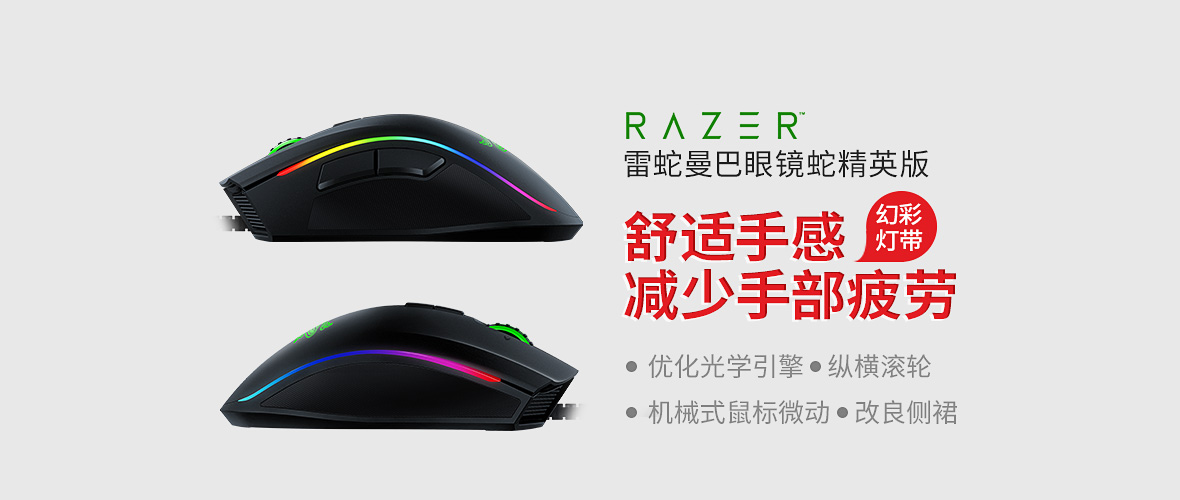 RAZER™
雷蛇曼巴眼镜蛇精英版
舒适手感
幻彩
灯带
减少手部疲劳
● 优化光学引擎 ● 纵横滚轮
● 机械式鼠标微动 ● 改良侧裙